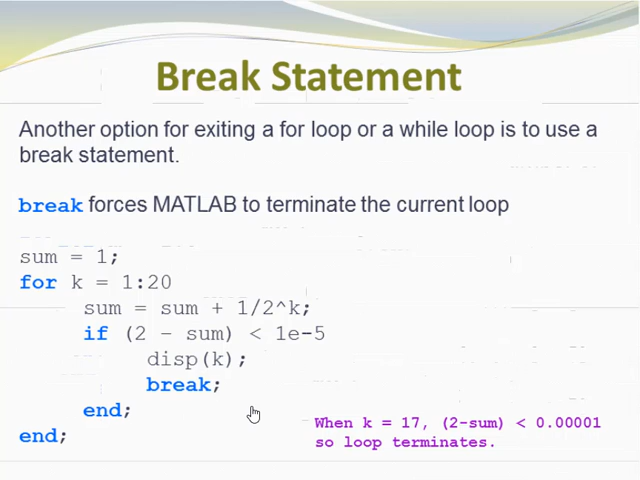 Break Statement
Another option for exiting a for loop or a while loop is to use a
break statement.
break forces MATLAB to terminate the current loop
sum = 1;
for k = 1:20
sum = sum + 1/2^k;
if (2 – sum) < 1e-5
disp(k);
break;
end;
end;
When k = 17, (2-sum) < 0.00001
so loop terminates.